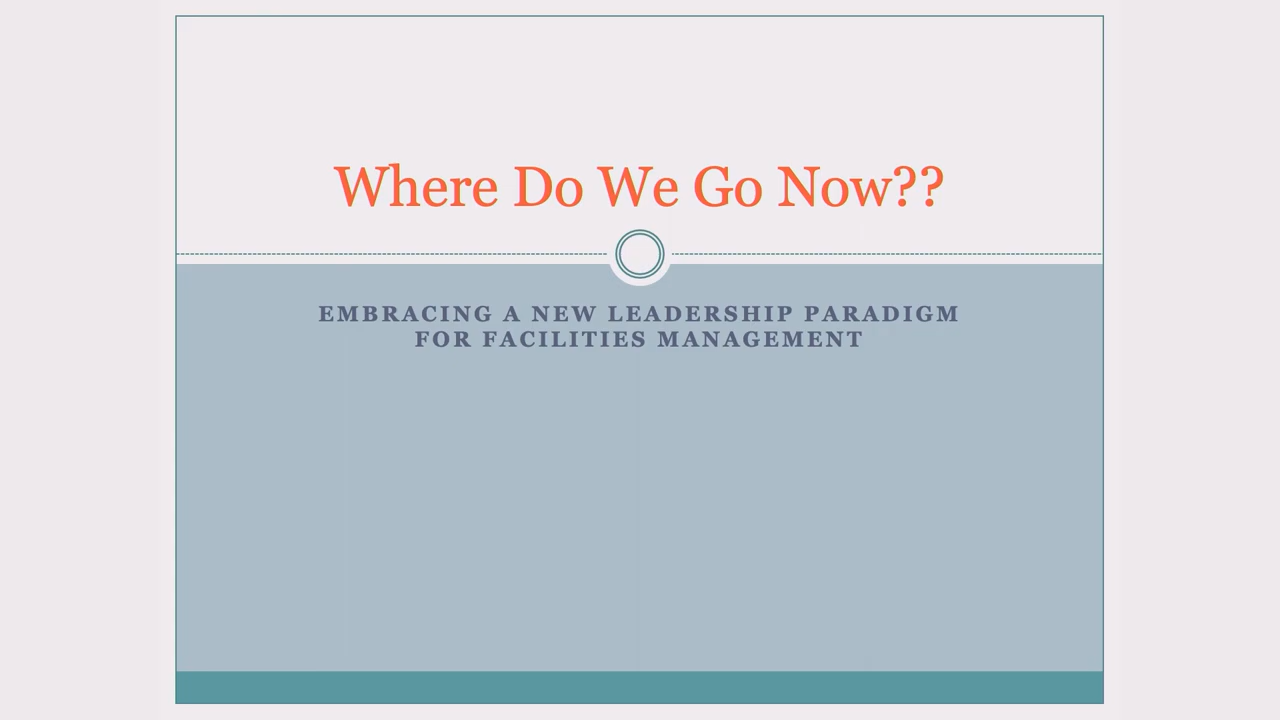 Where Do We Go Now??
EMBRACING A NEW LEADERSHIP PARADIGM
FOR FACILITIES MANAGEMENT